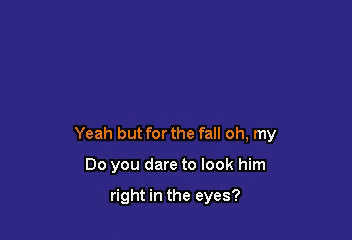 Yeah but for the fall oh, my
Do you dare to look him
right in the eyes?